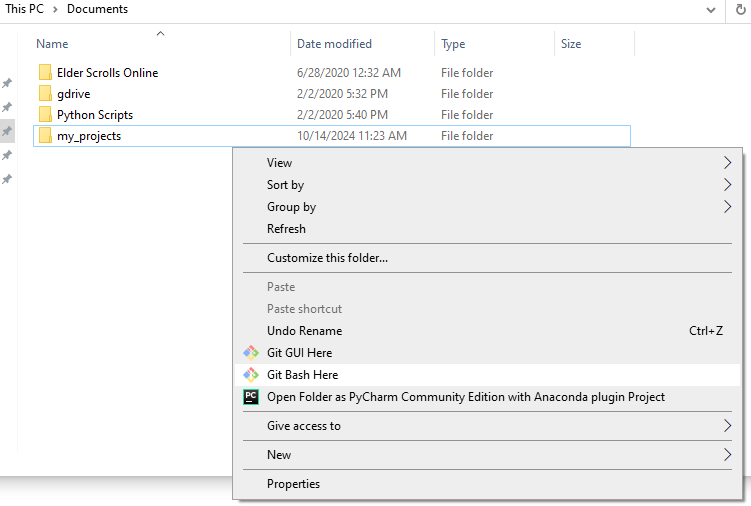 This PC > Documents
Name Date modified Type Size
Elder Scrolls Online 6/28/2020 12:32 AM File folder
gdrive 2/2/2020 5:32 PM File folder
Python Scripts 2/2/2020 5:40 PM File folder
my_projects 10/14/2024 11:23 AM File folder
View
Sort by
Group by
Refresh
Customize this folder...
Paste
Paste shortcut
Undo Rename Ctrl+Z
Git GUI Here
Git Bash Here
PC Open Folder as PyCharm Community Edition with Anaconda plugin Project
Give access to
New
Properties